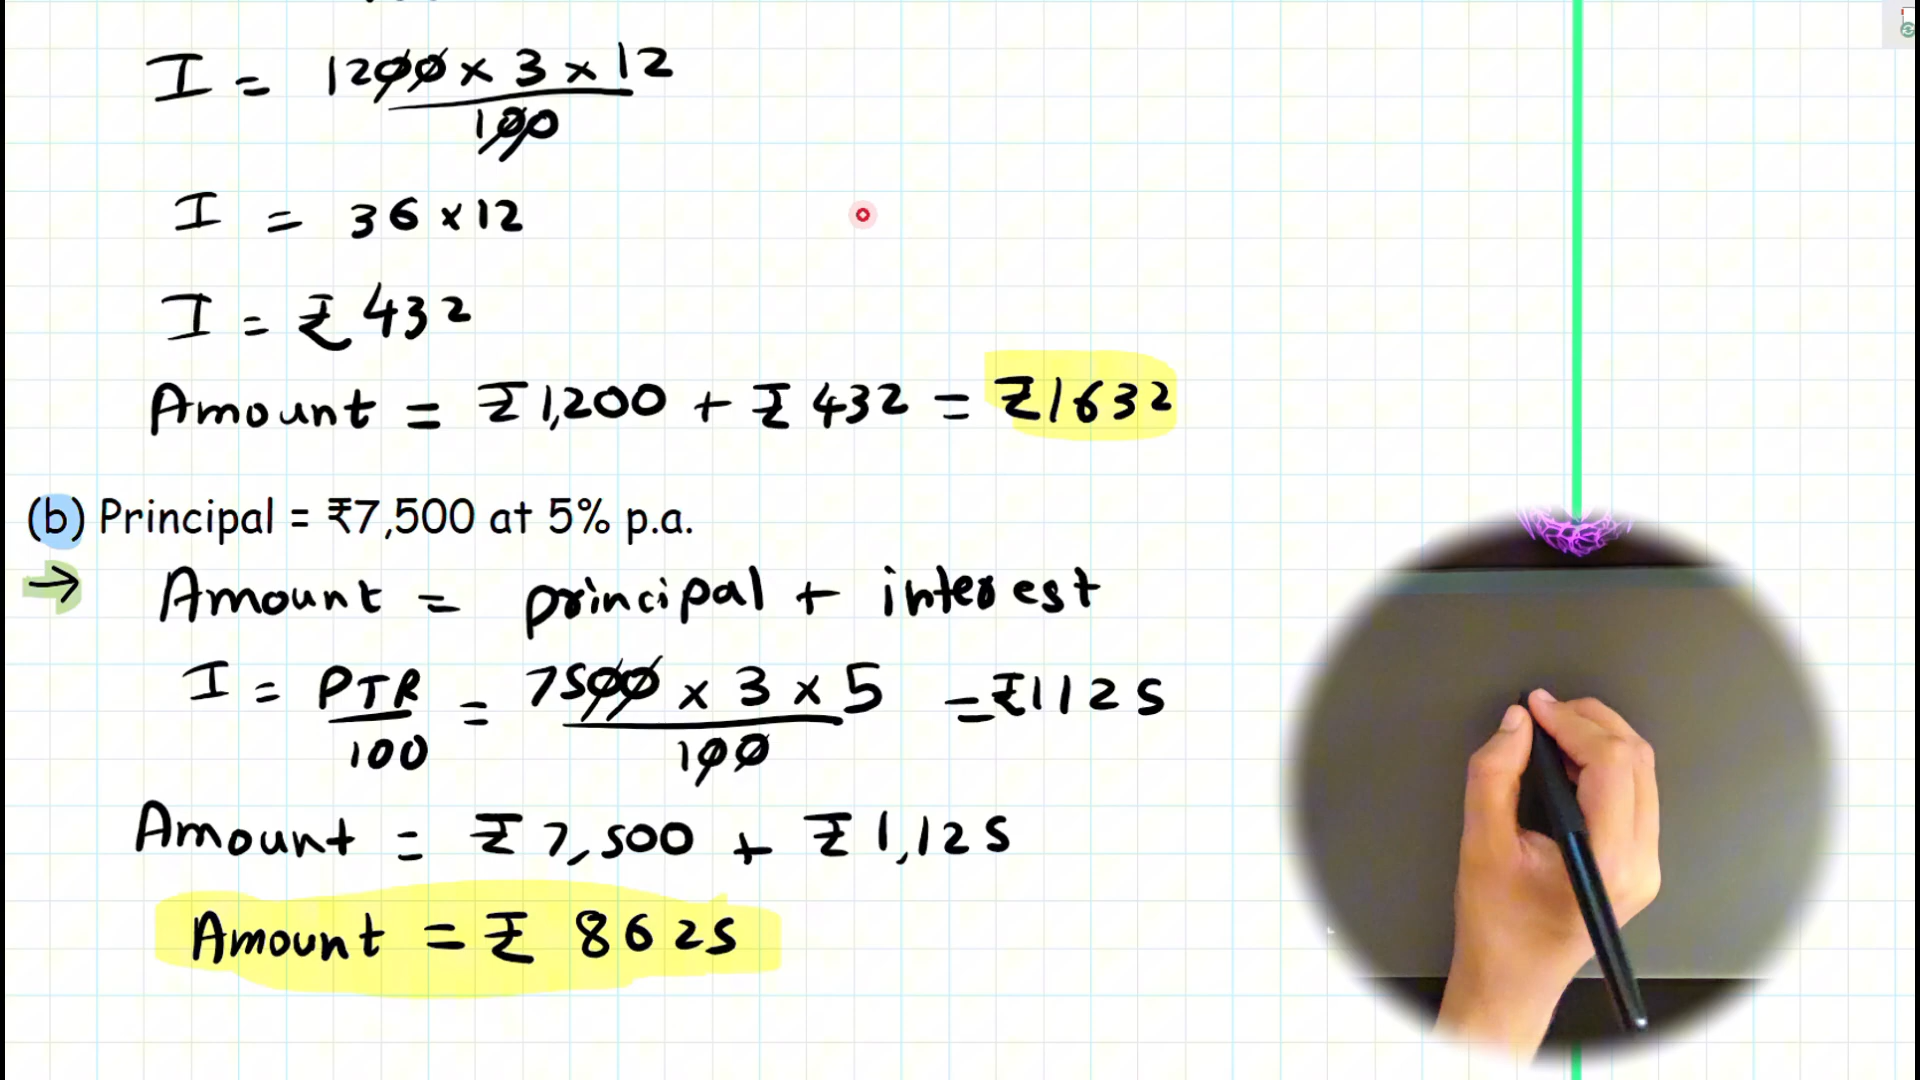 I = 1200 x 3 x 12
100
I = 36 x 12
I = ₹ 432
Amount = ₹ 1,200 + ₹ 432 = ₹1632
(b) Principal = ₹7,500 at 5% p.a.
→ Amount = principal + interest
I = PTR = 7500 x 3 x 5 = ₹1125
100 100
Amount = ₹ 7,500 + ₹ 1,125
Amount = ₹ 8625